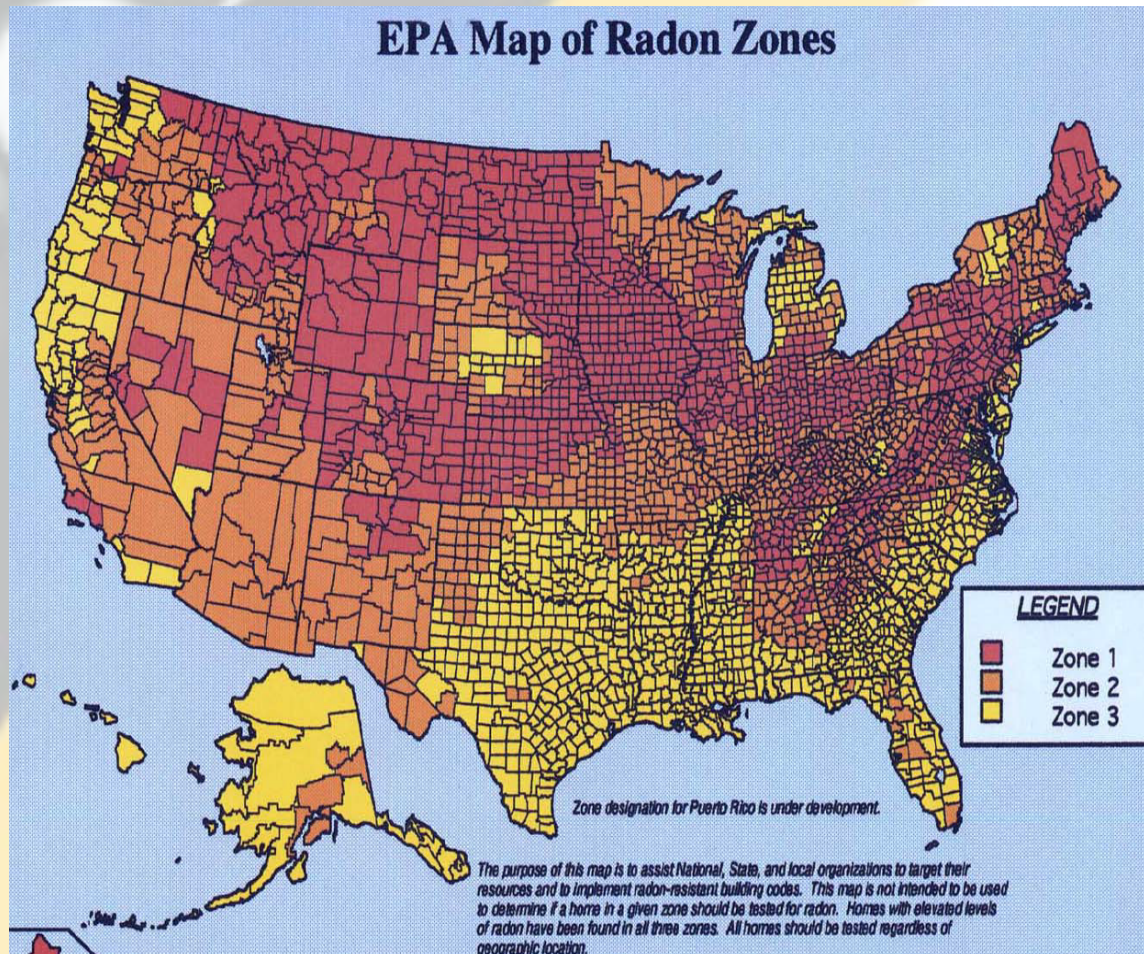 EPA Map of Radon Zones
LEGEND
Zone 1
Zone 2
Zone 3
Zone designation for Puerto Rico is under development.
The purpose of this map is to assist National, State, and local organizations to target their
resources and to implement radon-resistant building codes. This map is not intended to be used
to determine if a home in a given zone should be tested for radon. Homes with elevated levels
of radon have been found in all three zones. All homes should be tested regardless of
geographic location.